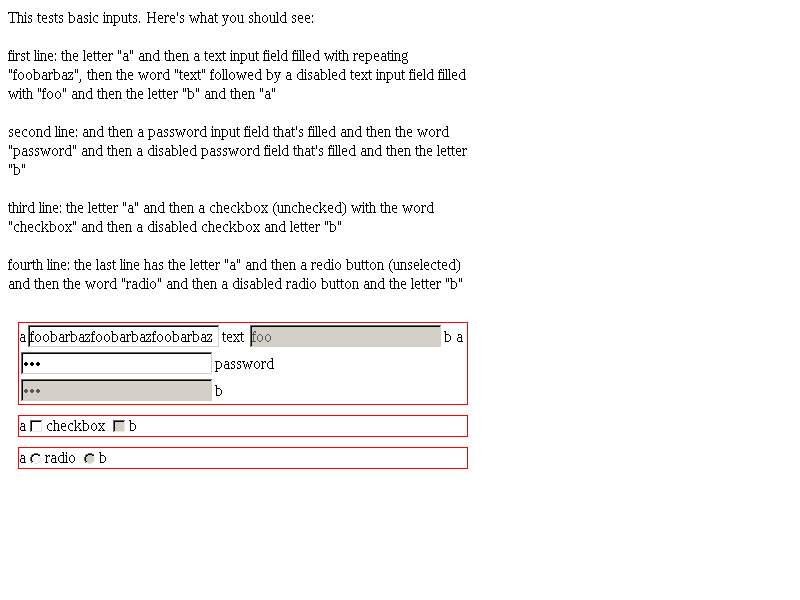 This tests basic inputs. Here's what you should see:
first line: the letter "a" and then a text input field filled with repeating
"foobarbaz", then the word "text" followed by a disabled text input field filled
with "foo" and then the letter "b" and then "a"
second line: and then a password input field that's filled and then the word
"password" and then a disabled password field that's filled and then the letter
"b"
third line: the letter "a" and then a checkbox (unchecked) with the word
"checkbox" and then a disabled checkbox and letter "b"
fourth line: the last line has the letter "a" and then a redio button (unselected)
and then the word "radio" and then a disabled radio button and the letter "b"
a foobarbazfoobarbazfoobarbaz text foo b a
••• password
••• b
a checkbox b
a radio b